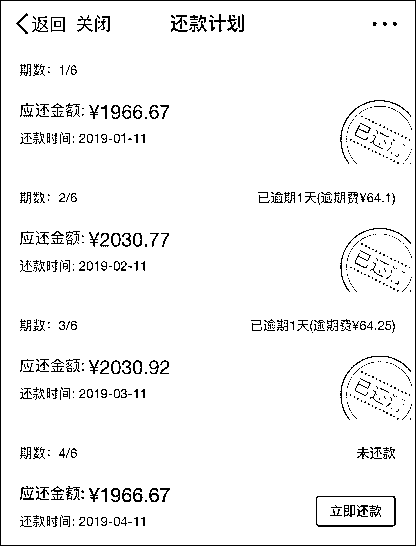 返回 关闭 还款计划
期数：1/6
应还金额：¥1966.67
还款时间：2019-01-11
已还清
期数：2/6 已逾期1天(逾期费¥64.1)
应还金额：¥2030.77
还款时间：2019-02-11
已还清
期数：3/6 已逾期1天(逾期费¥64.25)
应还金额：¥2030.92
还款时间：2019-03-11
已还清
期数：4/6 未还款
应还金额：¥1966.67
还款时间：2019-04-11
立即还款